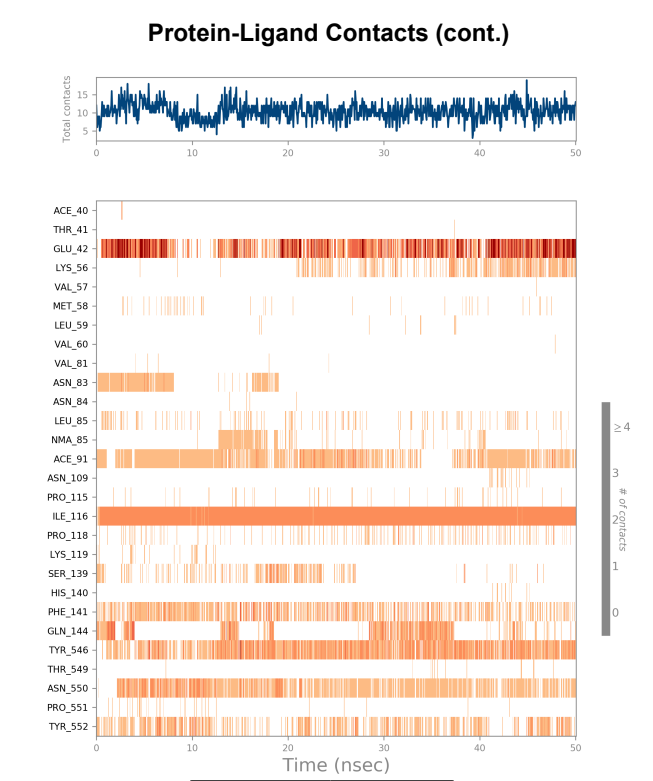 Protein-Ligand Contacts (cont.)
Total contacts
15
10
5
0 10 20 30 40 50
ACE_40
THR_41
GLU_42
LYS_56
VAL_57
MET_58
LEU_59
VAL_60
VAL_81
ASN_83
ASN_84
LEU_85
NMA_85
ACE_91
ASN_109
PRO_115
ILE_116
PRO_118
LYS_119
SER_139
HIS_140
PHE_141
GLN_144
TYR_546
THR_549
ASN_550
PRO_551
TYR_552
0 10 20 30 40 50
Time (nsec)
≥4
3
2
1
0
# of contacts